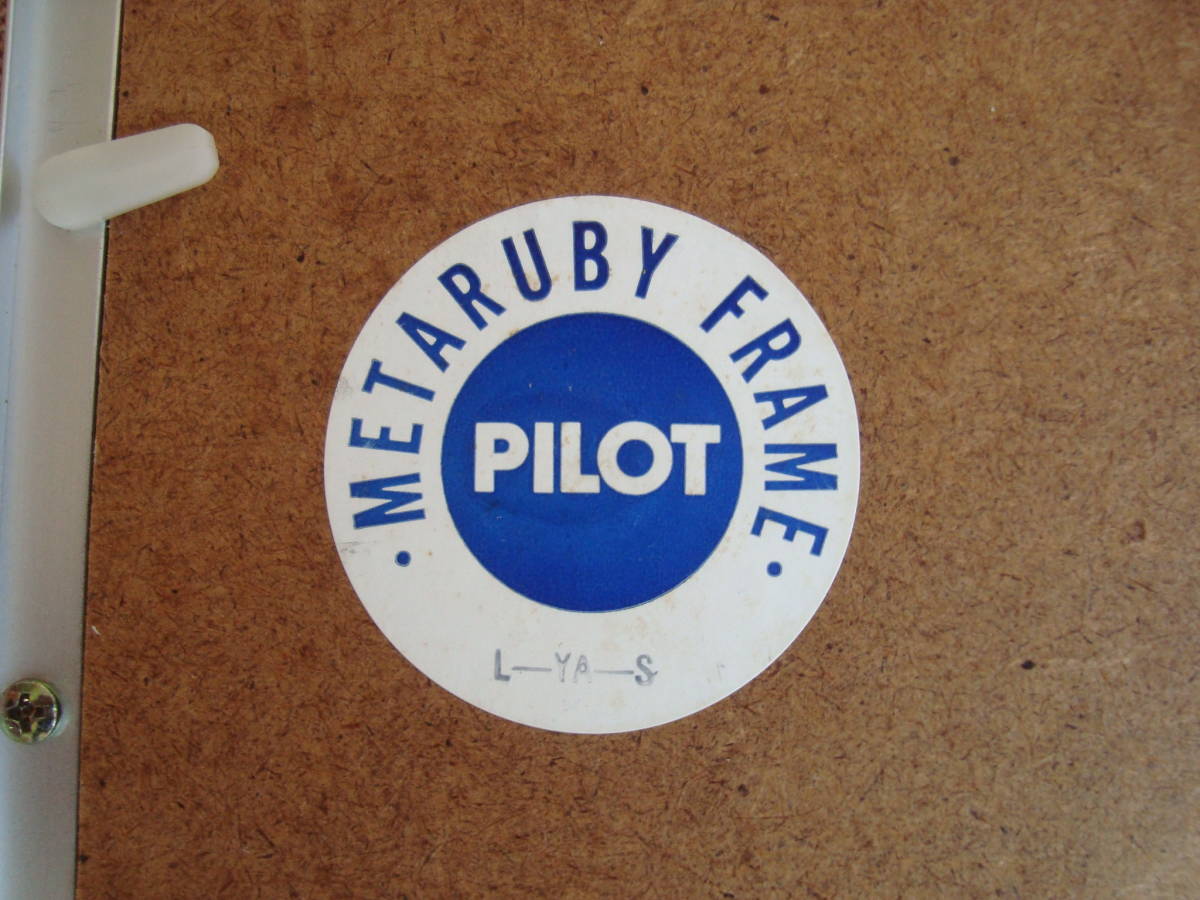 • METARUBY FRAME •
PILOT
L—YA—S